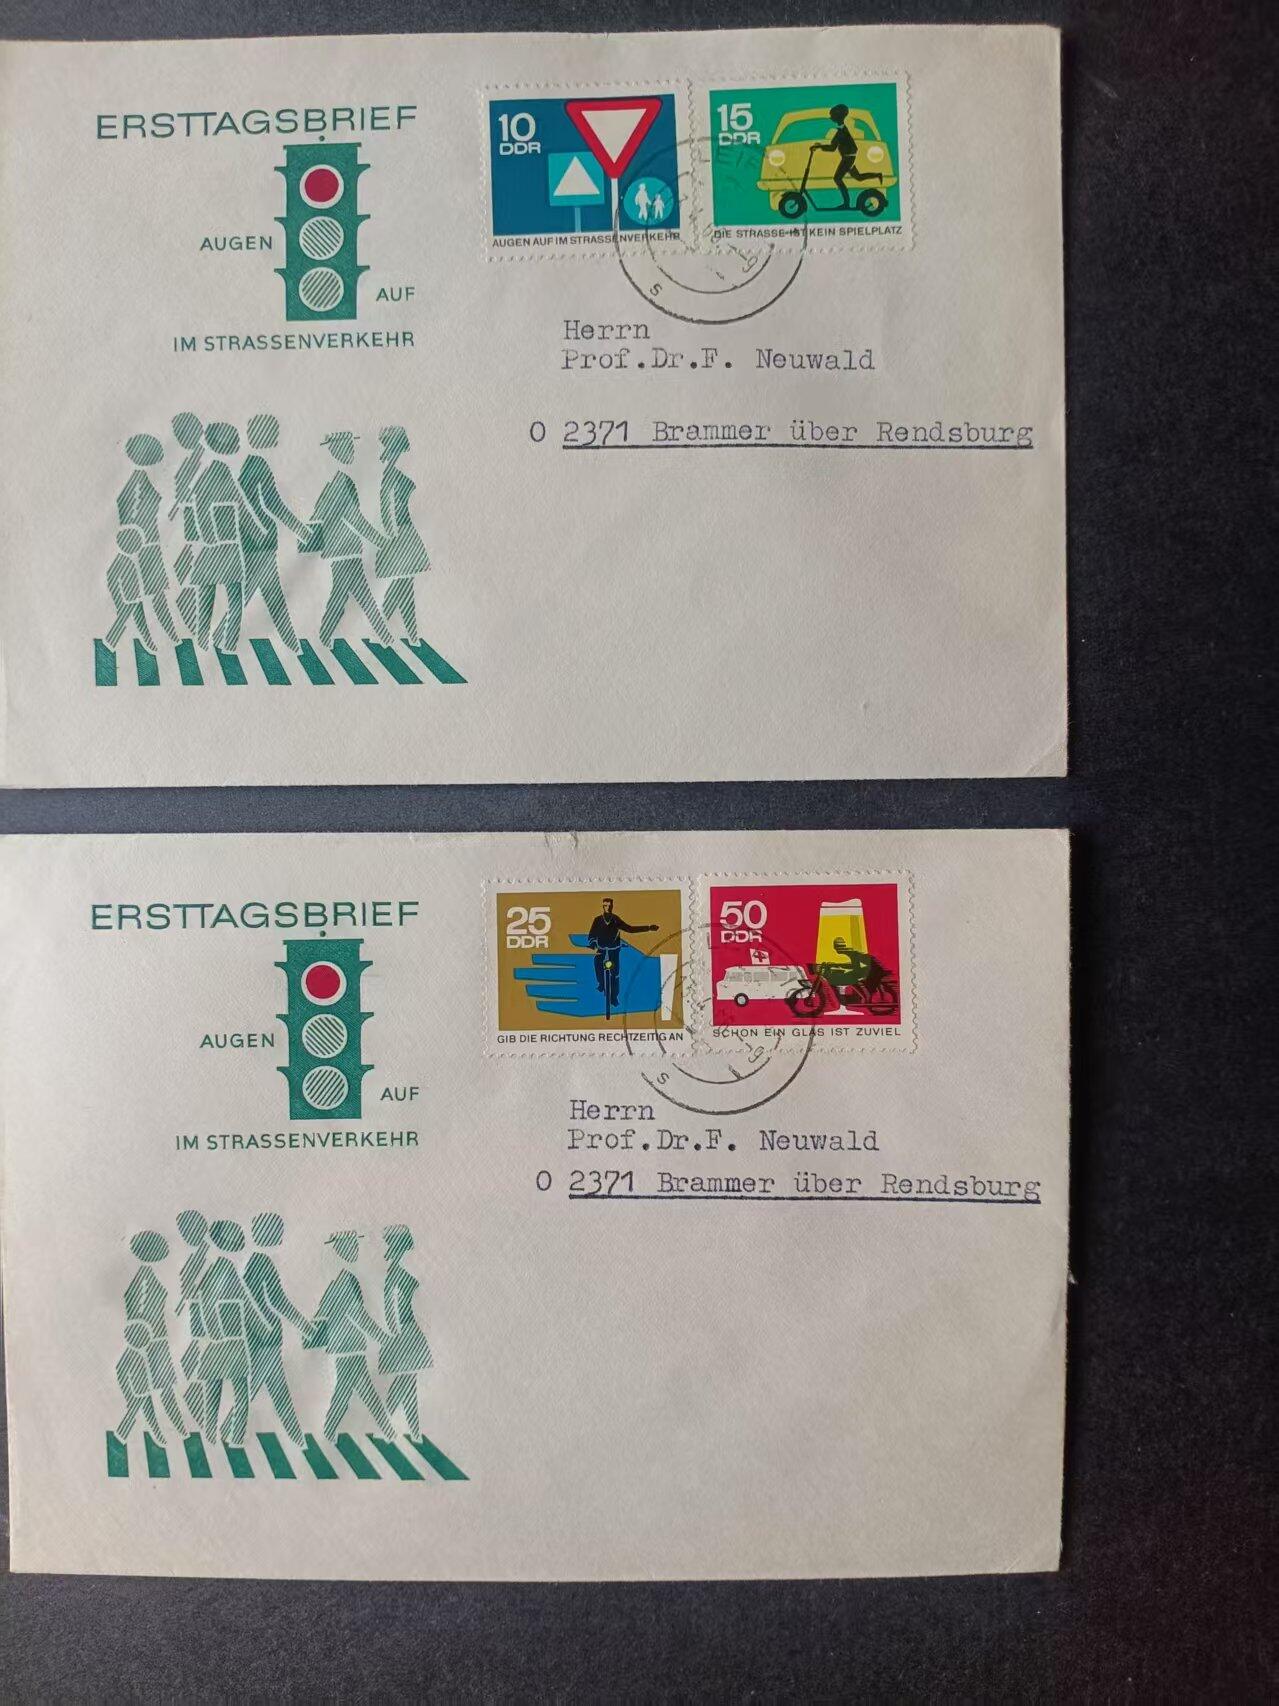 ERSTTAGSBRIEF
AUGEN
AUF
IM STRASSENVERKEHR
10
DDR
AUGEN AUF IM STRASSENVERKEHR
15
DDR
DIE STRASSE IST KEIN SPIELPLATZ
Herrn
Prof.Dr.F. Neuwald
O 2371 Brammer über Rendsburg
ERSTTAGSBRIEF
AUGEN
AUF
IM STRASSENVERKEHR
25
DDR
GIB DIE RICHTUNG RECHTZEITIG AN
50
DDR
SCHON EIN GLAS IST ZUVIEL
Herrn
Prof.Dr.F. Neuwald
O 2371 Brammer über Rendsburg